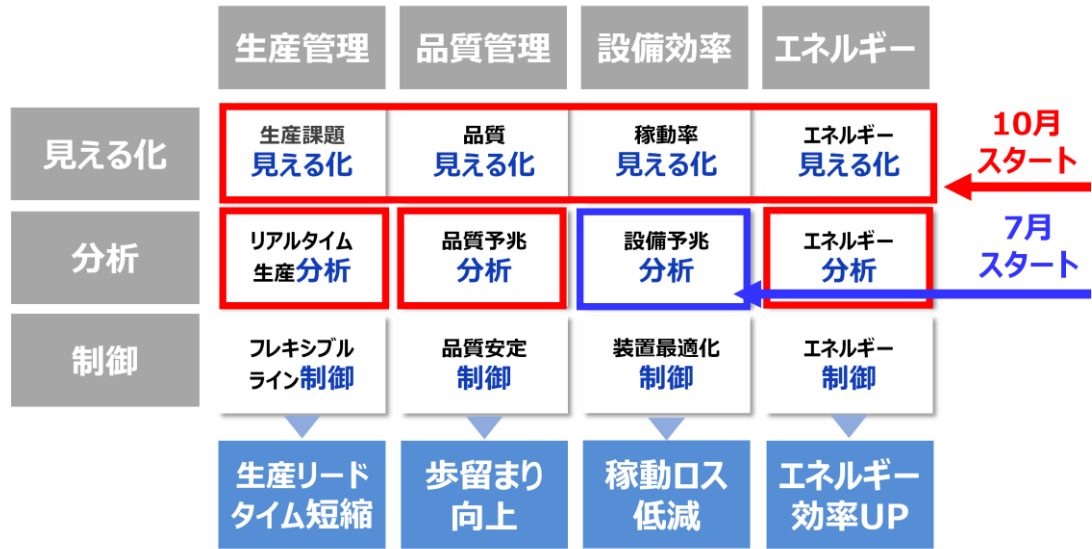 生産管理
品質管理
設備効率
エネルギー
見える化
生産課題
見える化
品質
見える化
稼動率
見える化
エネルギー
見える化
10月
スタート
分析
リアルタイム
生産分析
品質予兆
分析
設備予兆
分析
エネルギー
分析
7月
スタート
制御
フレキシブル
ライン制御
品質安定
制御
装置最適化
制御
エネルギー
制御
生産リード
タイム短縮
歩留まり
向上
稼動ロス
低減
エネルギー
効率UP